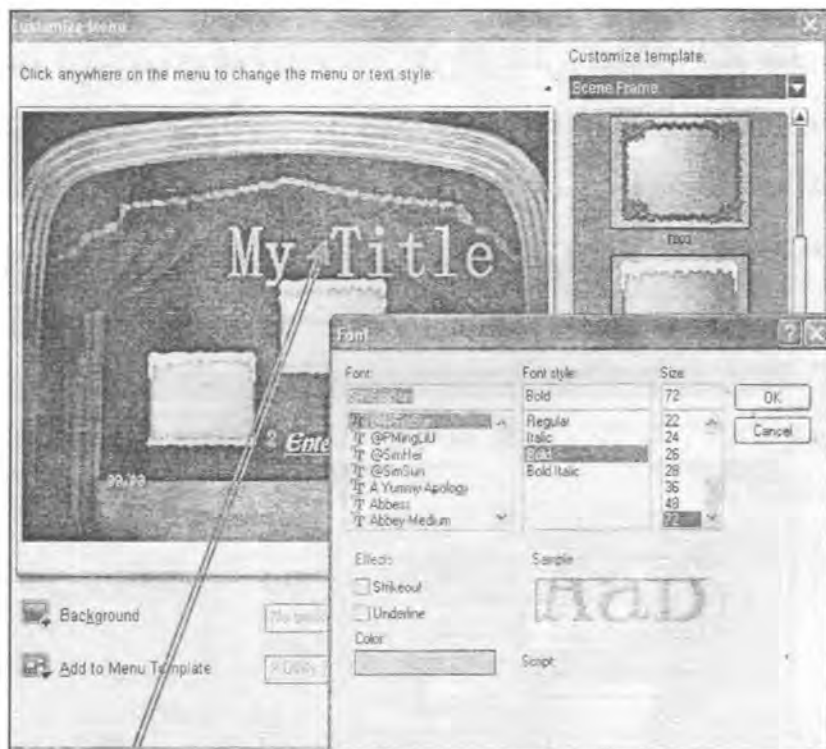 Customize Menu
Click anywhere on the menu to change the menu or text style:
Customize template:
Scene Frame
My Title
2 Ente
Font
Font:
Font style:
Size:
Bold
72
OK
Cancel
@PMingLiU
@SimHei
@SimSun
A Yummy Apology
Abbess
Abbey-Medium
Regular
Italic
Bold
Bold Italic
22
24
26
28
36
48
72
Effects
Strikeout
Underline
Color:
Sample
Script:
Background
Add to Menu Template